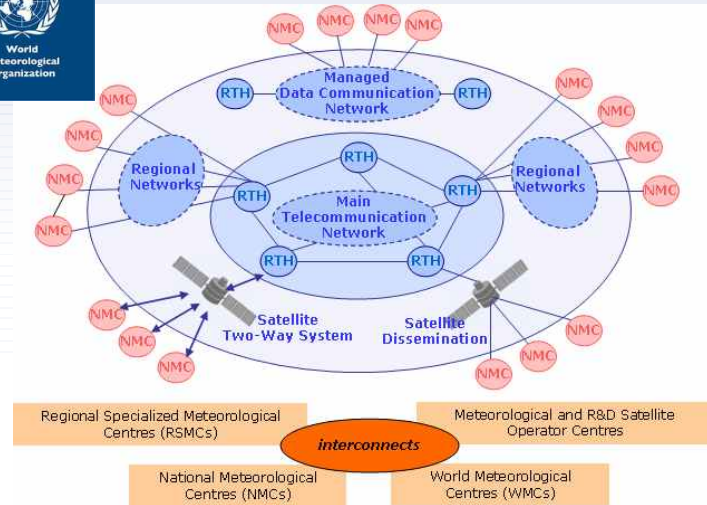 World
Meteorological
Organization
NMC
NMC
NMC
NMC
Managed
Data Communication
Network
RTH
RTH
NMC
NMC
NMC
NMC
NMC
NMC
NMC
NMC
Regional
Networks
Regional
Networks
RTH
RTH
RTH
Main
Telecommunication
Network
RTH
RTH
Satellite
Two-Way System
Satellite
Dissemination
NMC
NMC
NMC
NMC
NMC
NMC
Regional Specialized Meteorological
Centres (RSMCs)
Meteorological and R&D Satellite
Operator Centres
interconnects
National Meteorological
Centres (NMCs)
World Meteorological
Centres (WMCs)